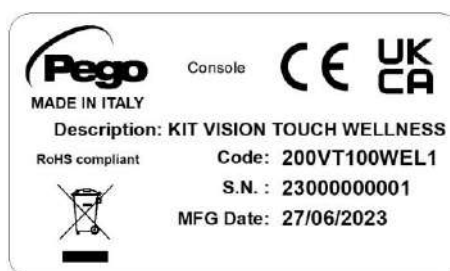 Pego
Console
CE
UK
CA
MADE IN ITALY
Description: KIT VISION TOUCH WELLNESS
RoHS compliant
Code: 200VT100WEL1
S.N. : 23000000001
MFG Date: 27/06/2023